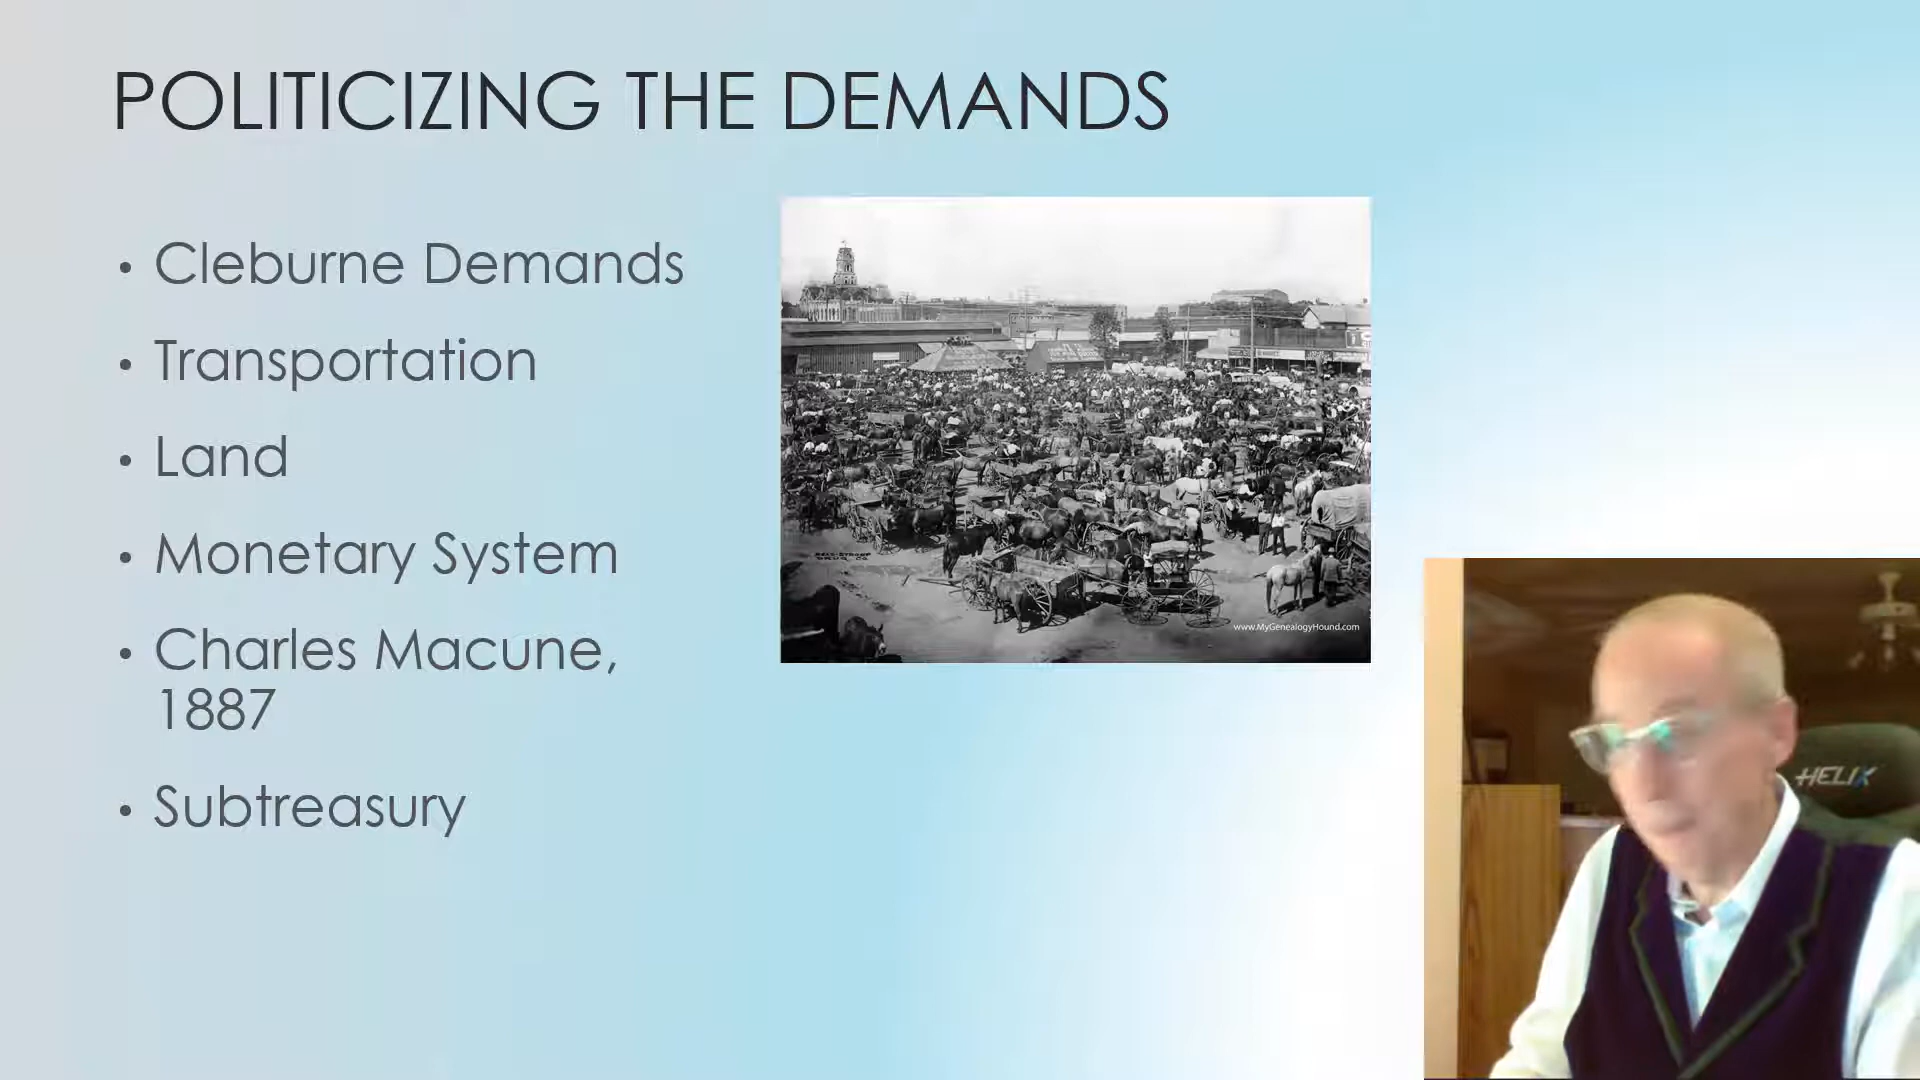 POLITICIZING THE DEMANDS
• Cleburne Demands
• Transportation
• Land
• Monetary System
• Charles Macune,
1887
• Subtreasury
www.MyGenealogyHound.com
HELIX